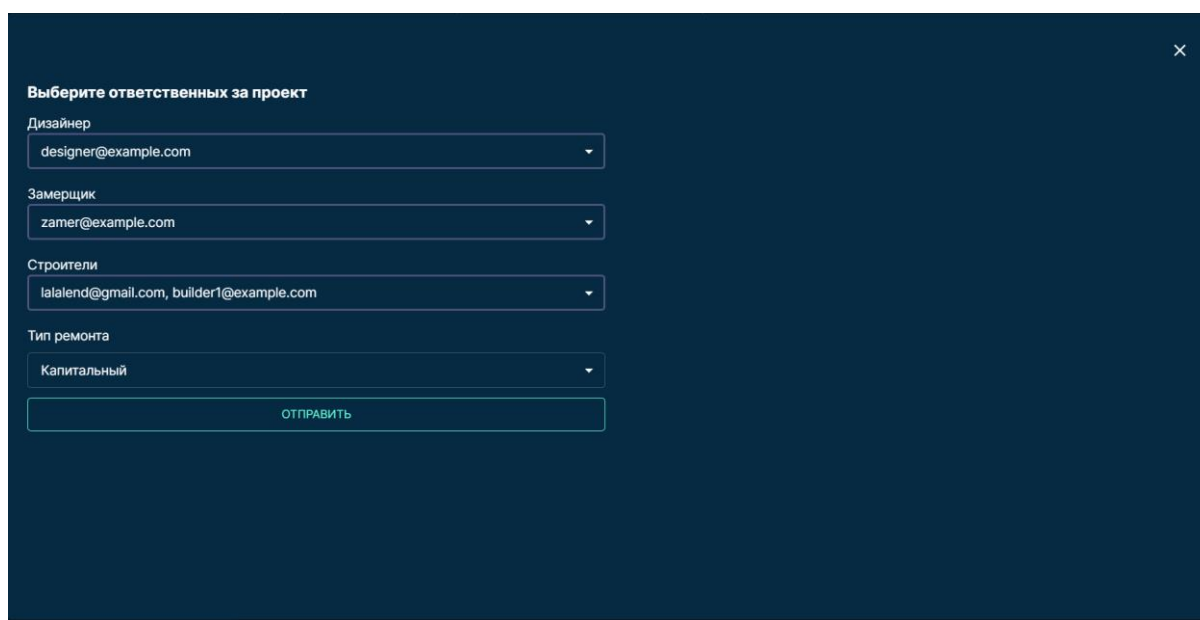 Выберите ответственных за проект
Дизайнер
designer@example.com
Замерщик
zamer@example.com
Строители
lalalend@gmail.com, builder1@example.com
Тип ремонта
Капитальный
ОТПРАВИТЬ